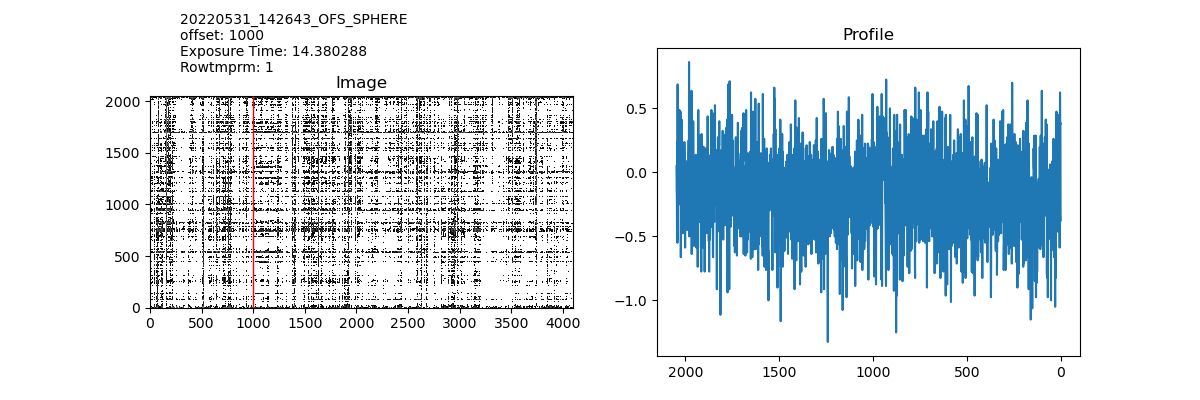 20220531_142643_OFS_SPHERE
offset: 1000
Exposure Time: 14.380288
Rowtmprm: 1
Image
2000
1500
1000
500
0
0 500 1000 1500 2000 2500 3000 3500 4000
Profile
0.5
0.0
−0.5
−1.0
2000 1500 1000 500 0